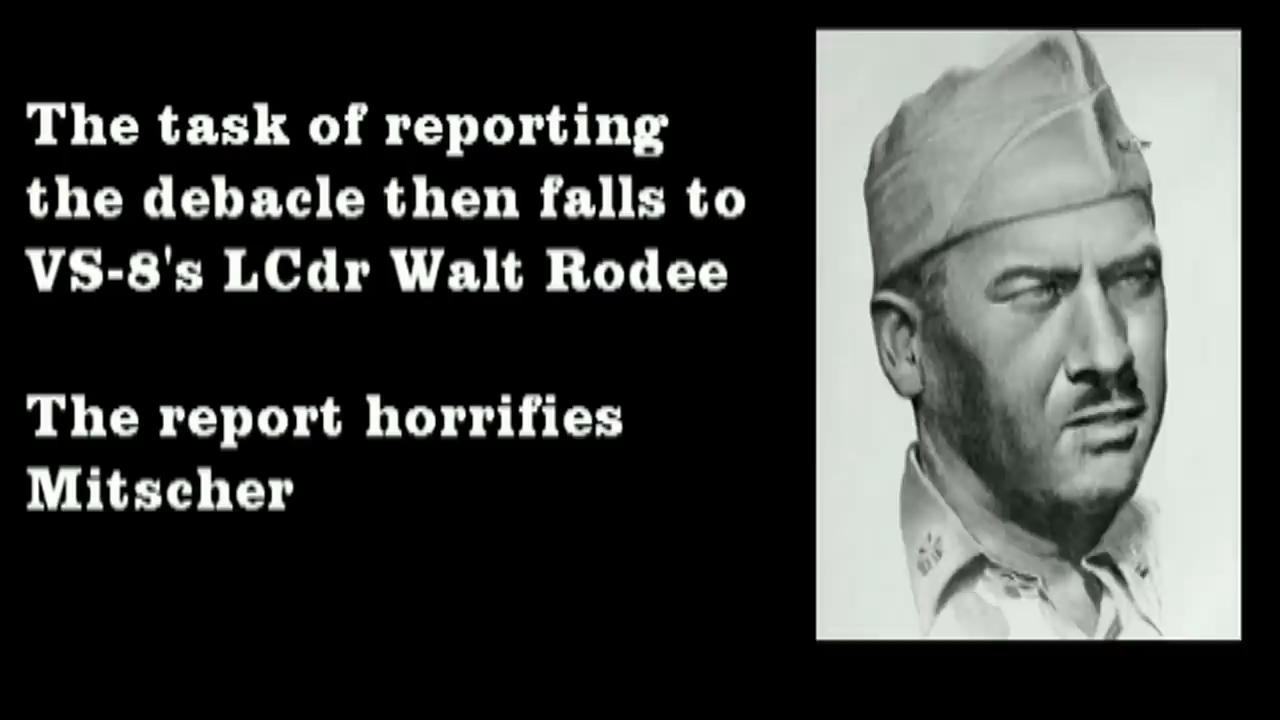 The task of reporting
the debacle then falls to
VS-8's LCdr Walt Rodee
The report horrifies
Mitscher